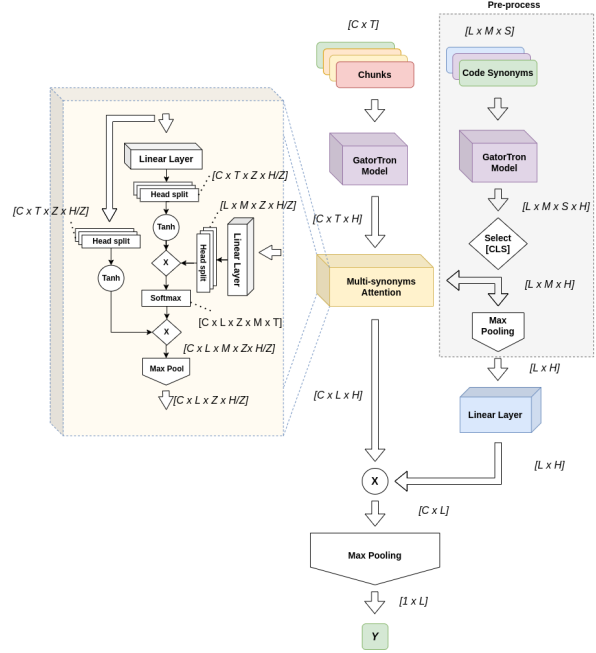 Pre-process
[C x T]
[L x M x S]
Chunks
Code Synonyms
GatorTron
Model
GatorTron
Model
Linear Layer
[C x T x Z x H/Z]
Head split
[C x T x Z x H/Z]
[L x M x Z x H/Z]
[C x T x H]
[L x M x S x H]
Tanh
Head split
Head split
Linear Layer
Select
[CLS]
X
Tanh
Multi-synonyms
Attention
[L x M x H]
Softmax
[C x L x Z x M x T]
Max
Pooling
X
[C x L x M x Zx H/Z]
Max Pool
[L x H]
[C x L x Z x H/Z]
[C x L x H]
Linear Layer
[L x H]
X
[C x L]
Max Pooling
[1 x L]
Y